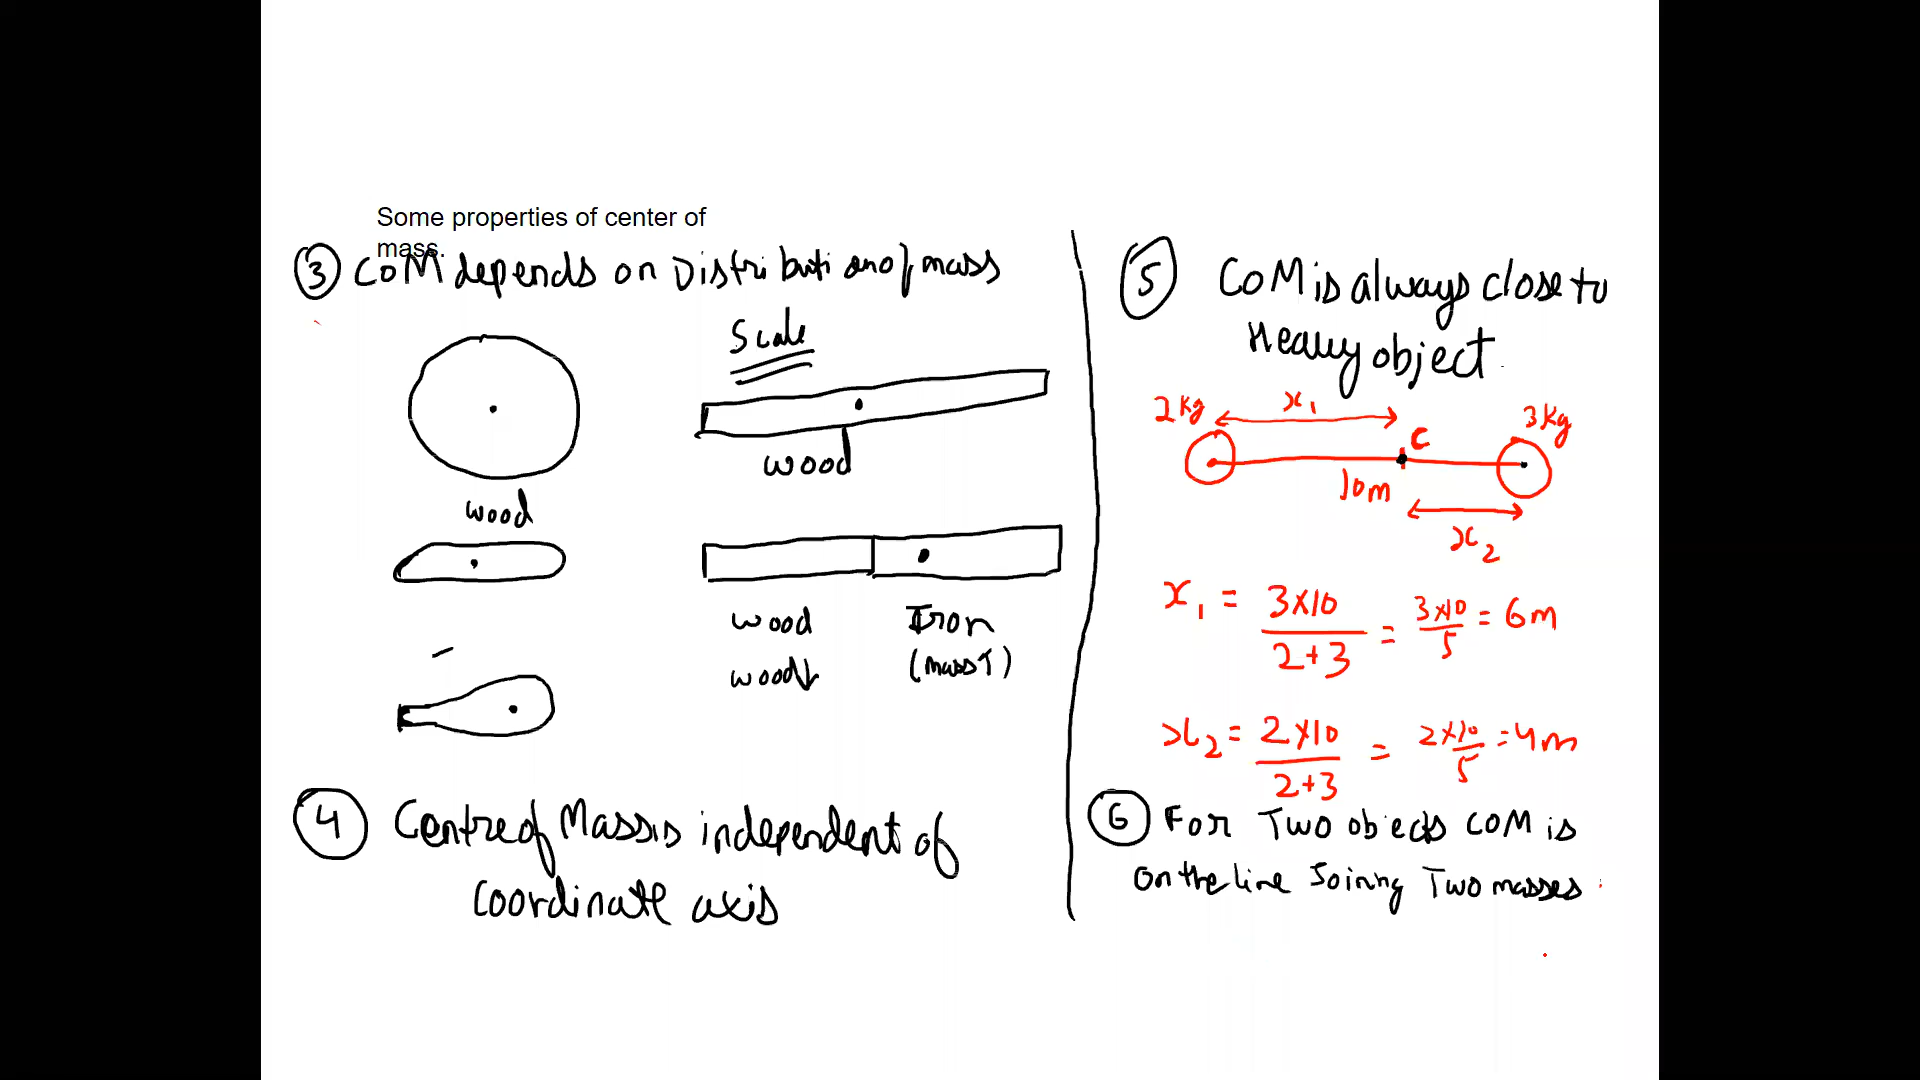 Some properties of center of
mass.
③ COM depends on Distribution of mass
Scale
wood
wood
wood Iron
wood↓ (mass↑)
④ Centre of Mass is independent of
coordinate axis
⑤ COM is always close to
Heavy object
2kg x₁ 3kg
C
10m
x₂
x₁ = 3×10/2+3 = 3×10/5 = 6m
x₂ = 2×10/2+3 = 2×10/5 = 4m
⑥ For Two obects COM is
on the line Joining Two masses